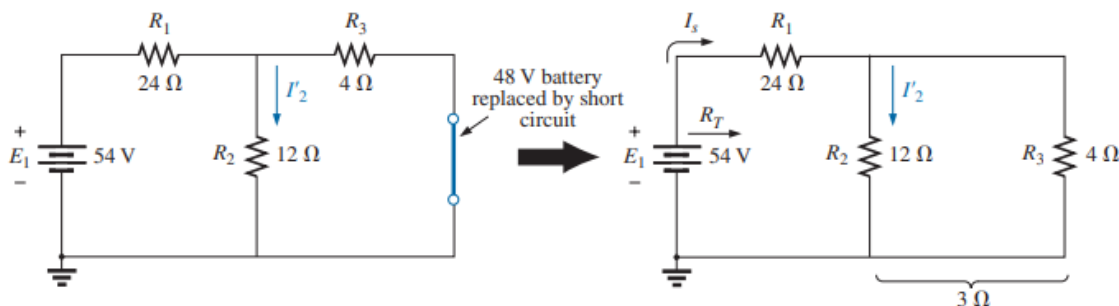 R1
24 Ω
R3
4 Ω
I'2
+
E1
−
54 V
R2
12 Ω
48 V battery
replaced by short
circuit
Is
R1
24 Ω
RT
+
E1
−
54 V
I'2
R2
12 Ω
R3
4 Ω
3 Ω